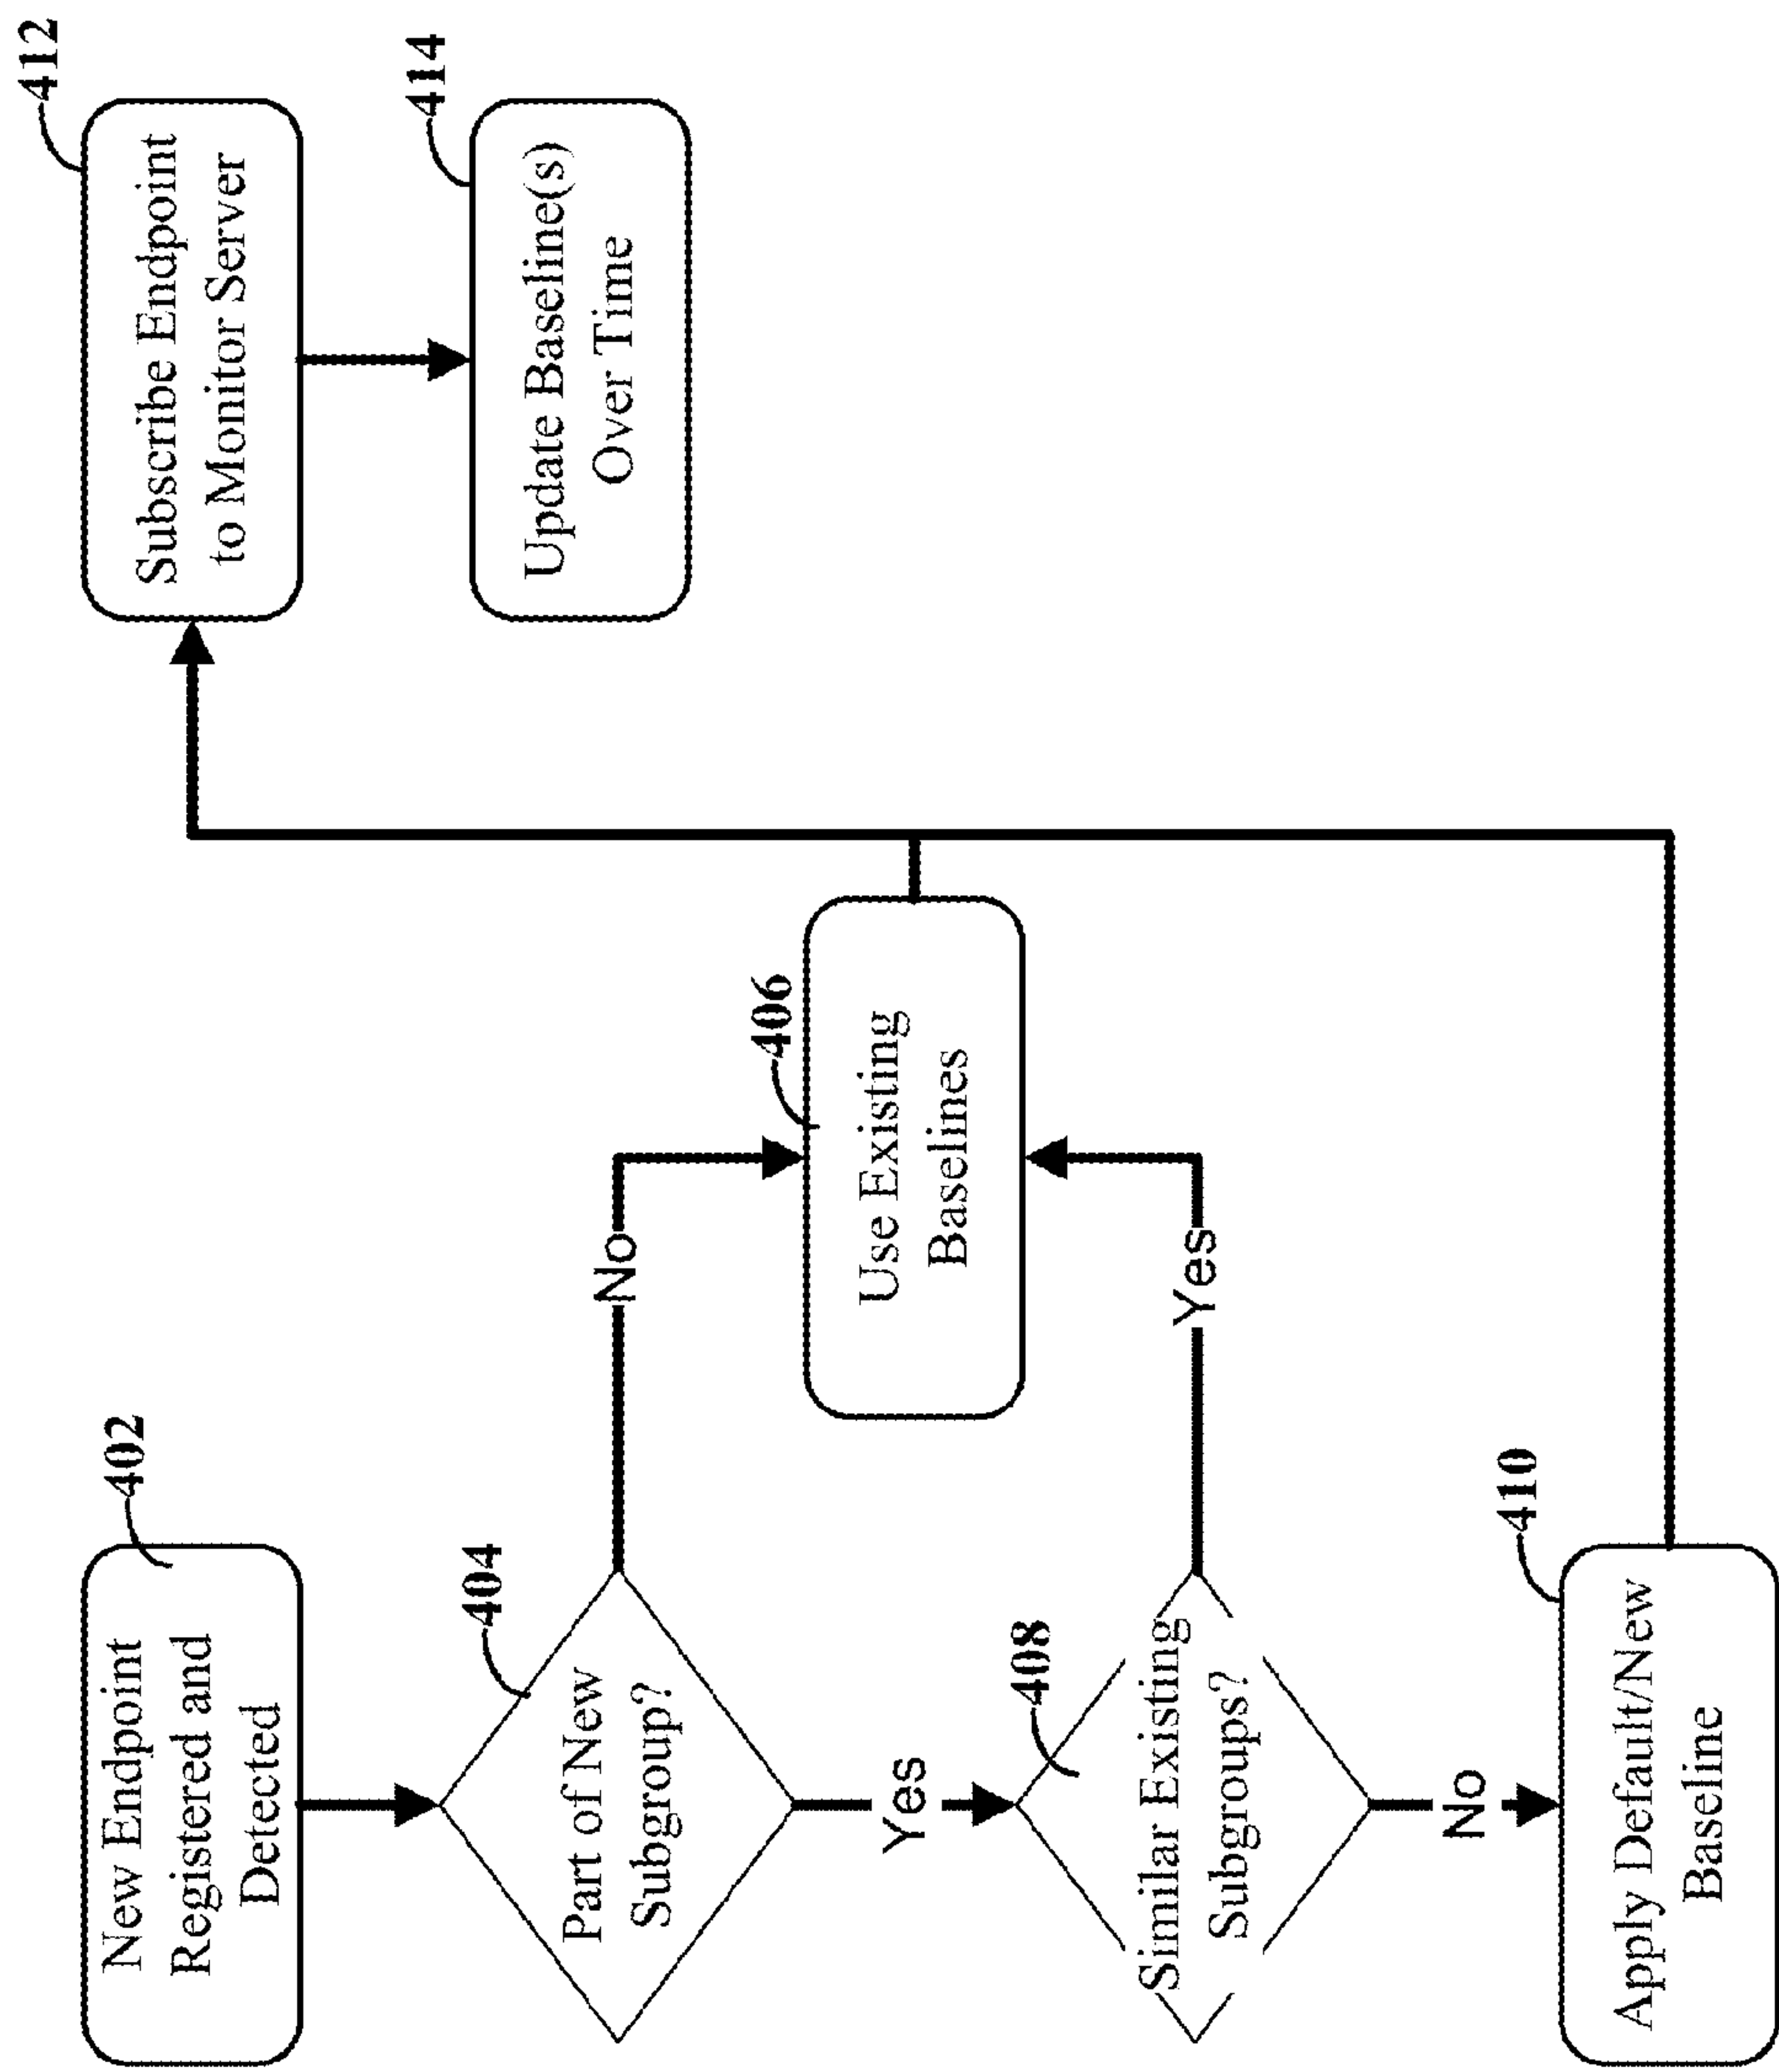 402
New Endpoint
Registered and
Detected
404
Part of New
Subgroup?
No
Yes
406
Use Existing
Baselines
408
Similar Existing
Subgroups?
Yes
No
410
Apply Default/New
Baseline
412
Subscribe Endpoint
to Monitor Server
414
Update Baseline(s)
Over Time